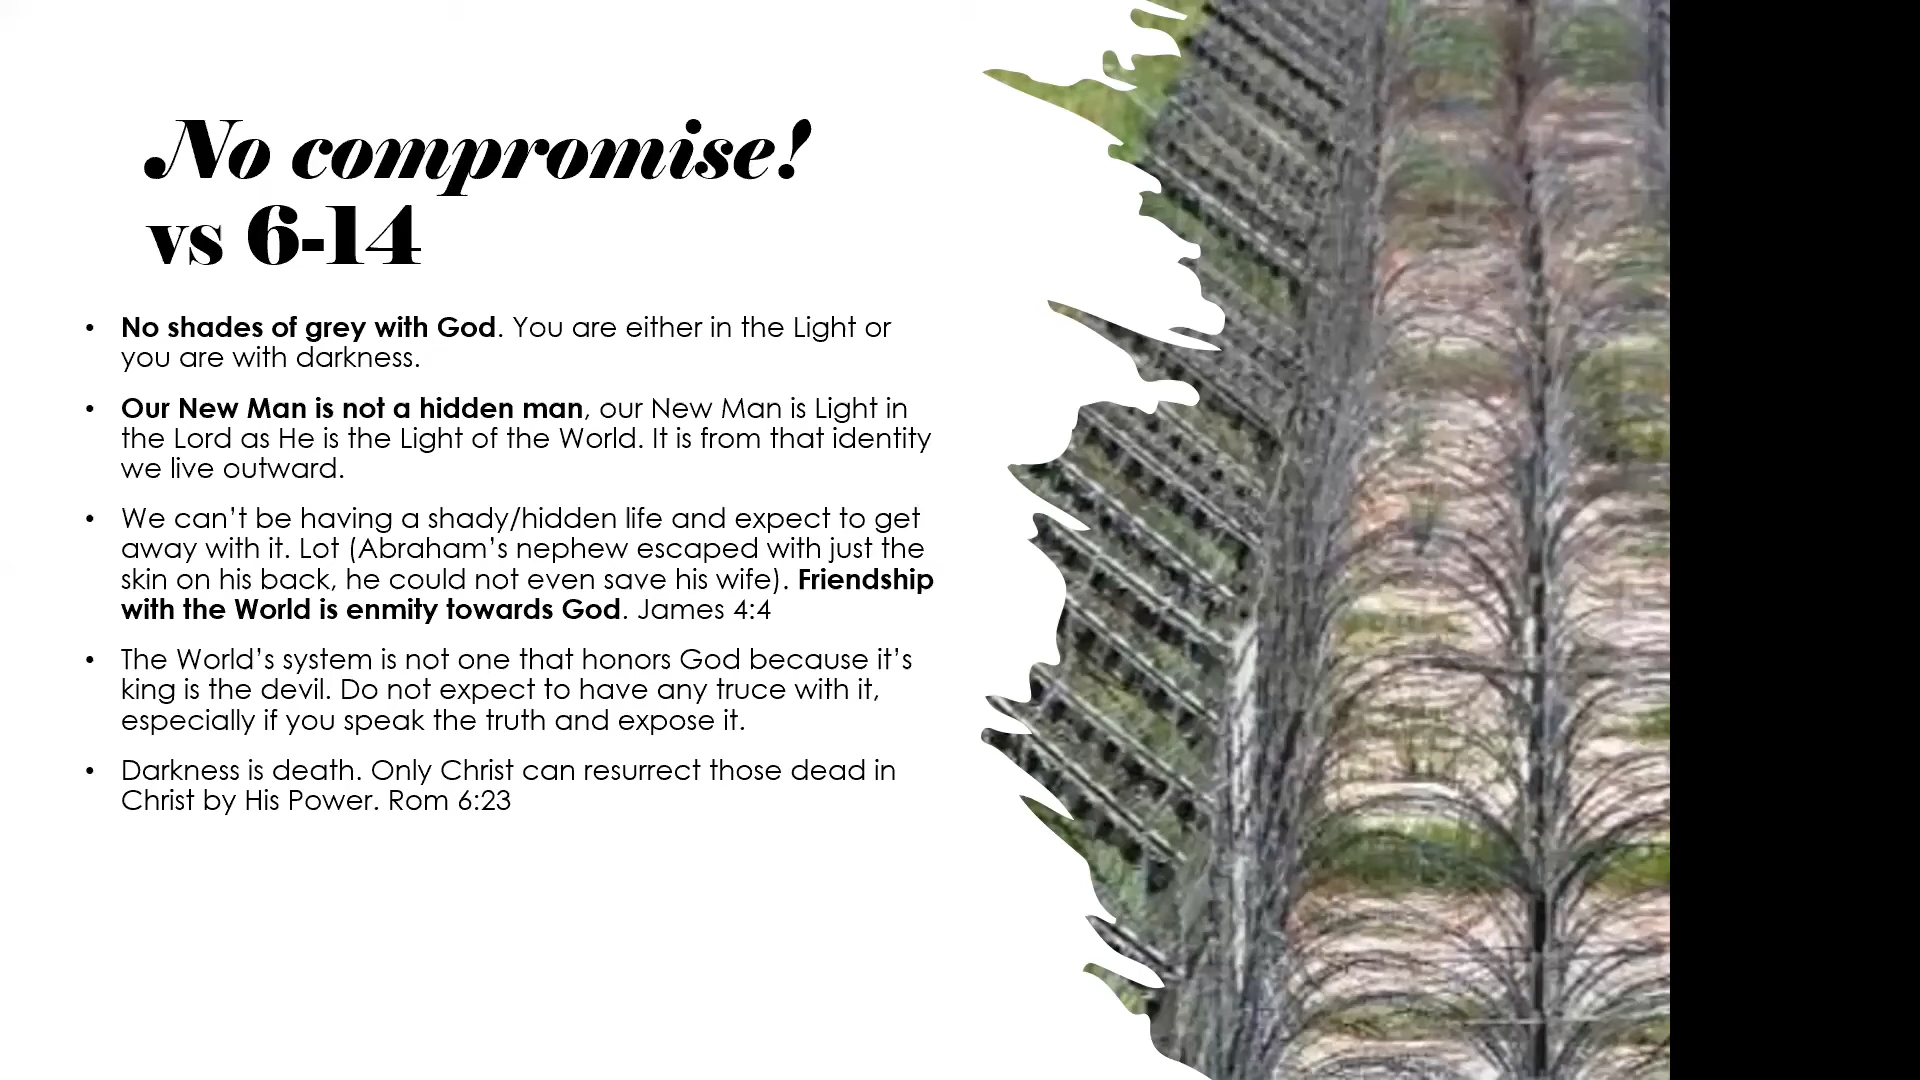 No compromise!
vs 6-14
• No shades of grey with God. You are either in the Light or
you are with darkness.
• Our New Man is not a hidden man, our New Man is Light in
the Lord as He is the Light of the World. It is from that identity
we live outward.
• We can’t be having a shady/hidden life and expect to get
away with it. Lot (Abraham’s nephew escaped with just the
skin on his back, he could not even save his wife). Friendship
with the World is enmity towards God. James 4:4
• The World’s system is not one that honors God because it’s
king is the devil. Do not expect to have any truce with it,
especially if you speak the truth and expose it.
• Darkness is death. Only Christ can resurrect those dead in
Christ by His Power. Rom 6:23